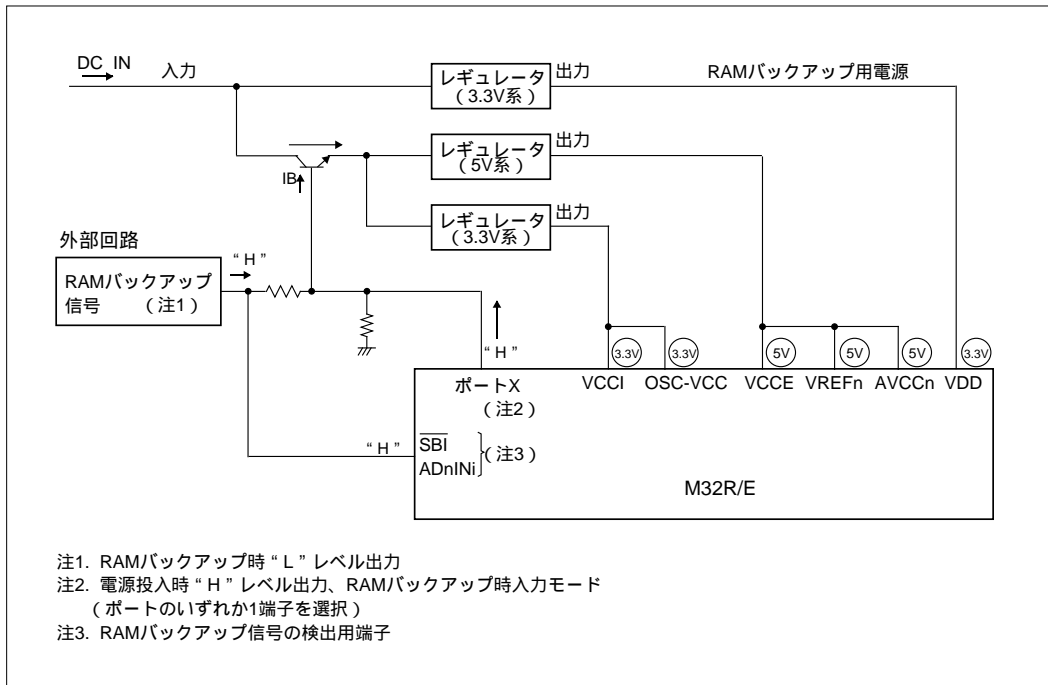 DC IN
入力
レギュレータ
(3.3V系)
出力
RAMバックアップ用電源
レギュレータ
(5V系)
出力
IB
レギュレータ
(3.3V系)
出力
外部回路
RAMバックアップ
信号 (注1)
“H”
“H”
3.3V
3.3V
5V
5V
5V
3.3V
ポートX
(注2)
VCCI
OSC-VCC
VCCE
VREFn
AVCCn
VDD
“H”
SBI
ADnINi
(注3)
M32R/E
注1. RAMバックアップ時“L”レベル出力
注2. 電源投入時“H”レベル出力、RAMバックアップ時入力モード
(ポートのいずれか1端子を選択)
注3. RAMバックアップ信号の検出用端子